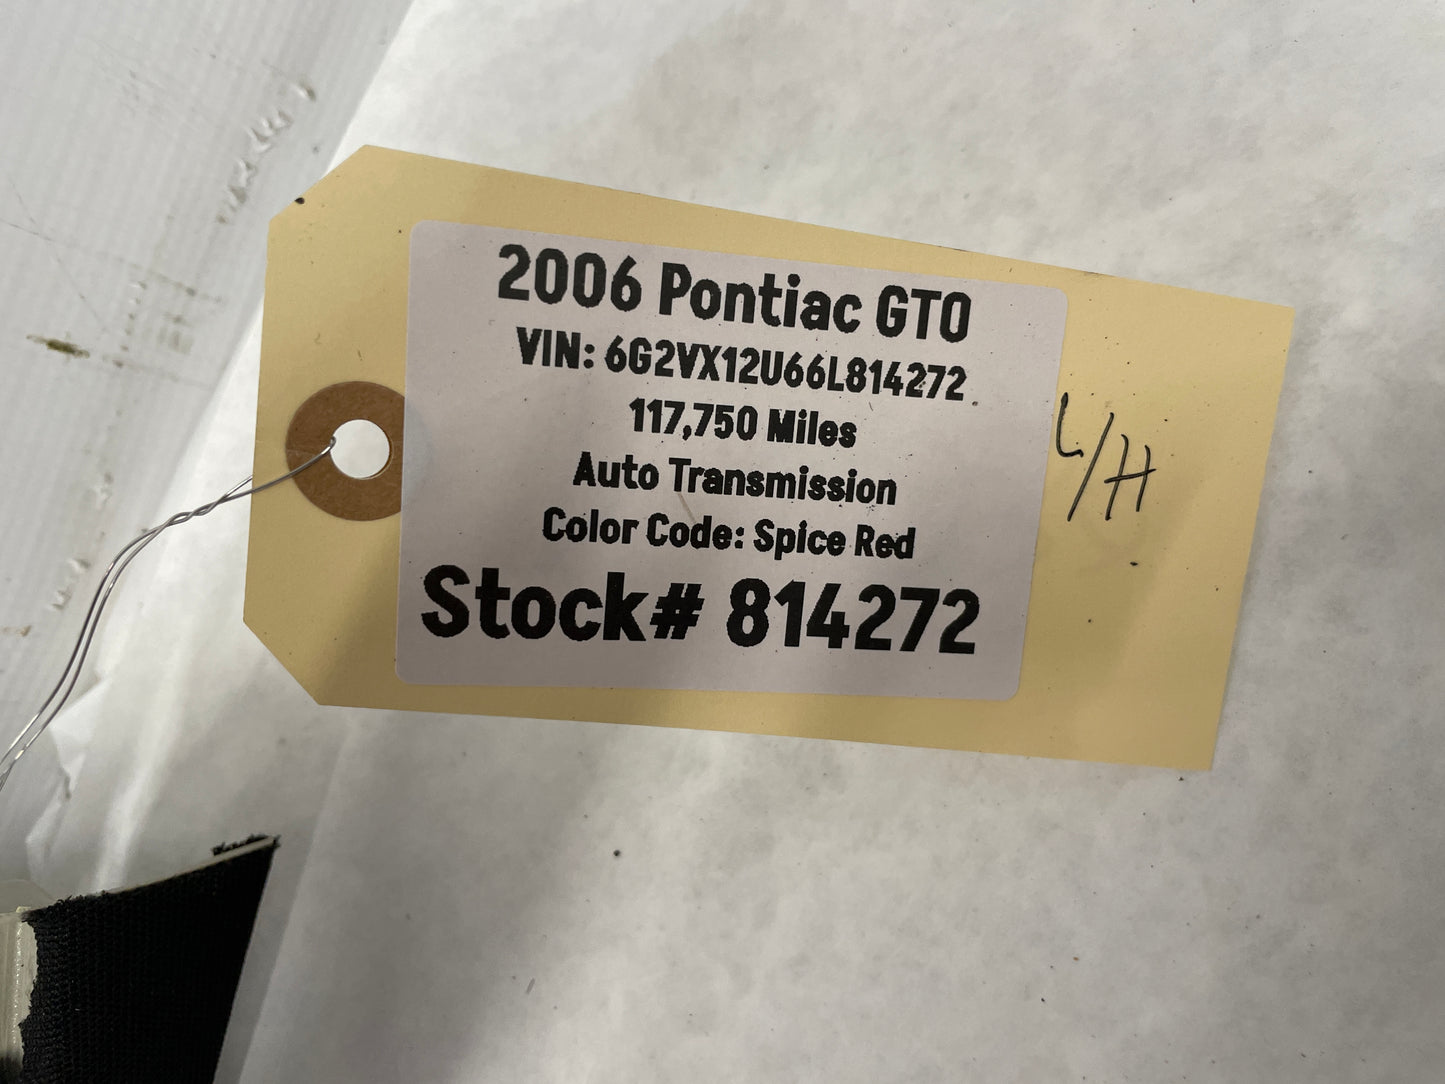 2006 Pontiac GTO
VIN: 6G2VX12U66L814272
117,750 Miles
Auto Transmission
Color Code: Spice Red
Stock# 814272
L/H